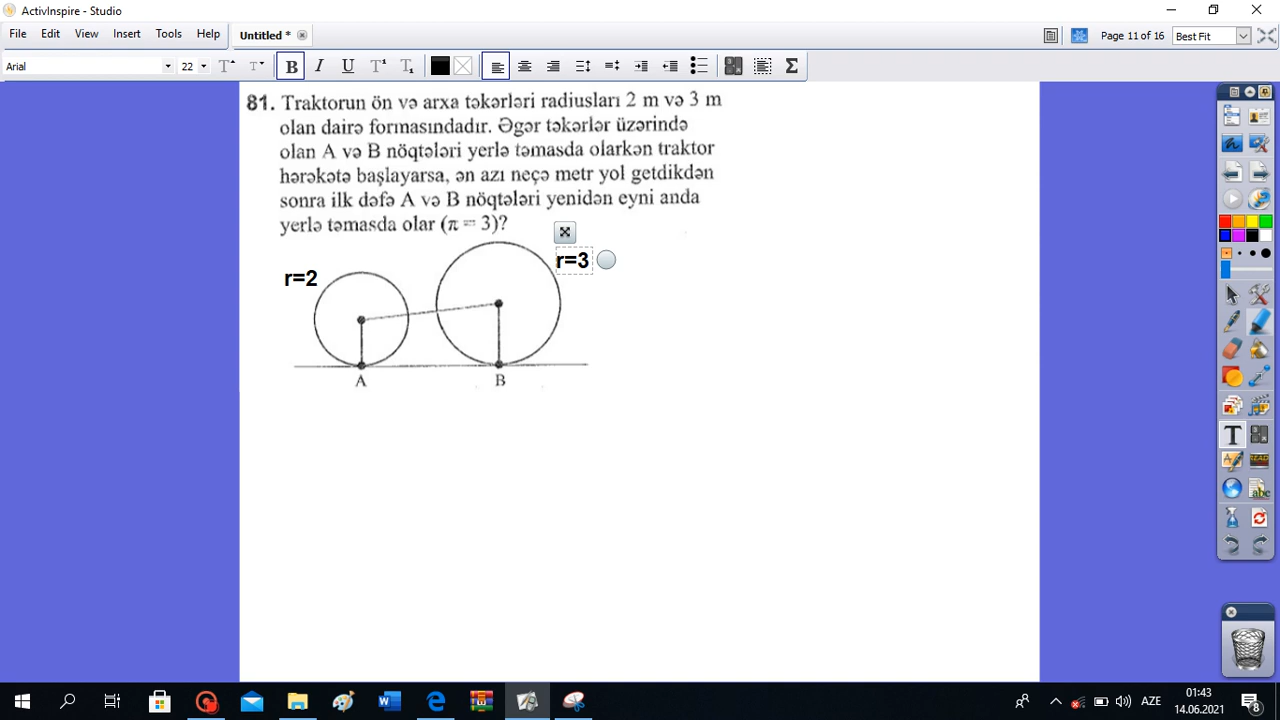 ActivInspire - Studio
File Edit View Insert Tools Help
Untitled *
Page 11 of 16
Best Fit
Arial
22
81. Traktorun ön və arxa təkərləri radiusları 2 m və 3 m
olan dairə formasındadır. Əgər təkərlər üzərində
olan A və B nöqtələri yerlə təmasda olarkən traktor
hərəkətə başlayarsa, ən azı neçə metr yol getdikdən
sonra ilk dəfə A və B nöqtələri yenidən eyni anda
yerlə təmasda olar (π = 3)?
r=3
r=2
A B
AZE
01:43
14.06.2021
8